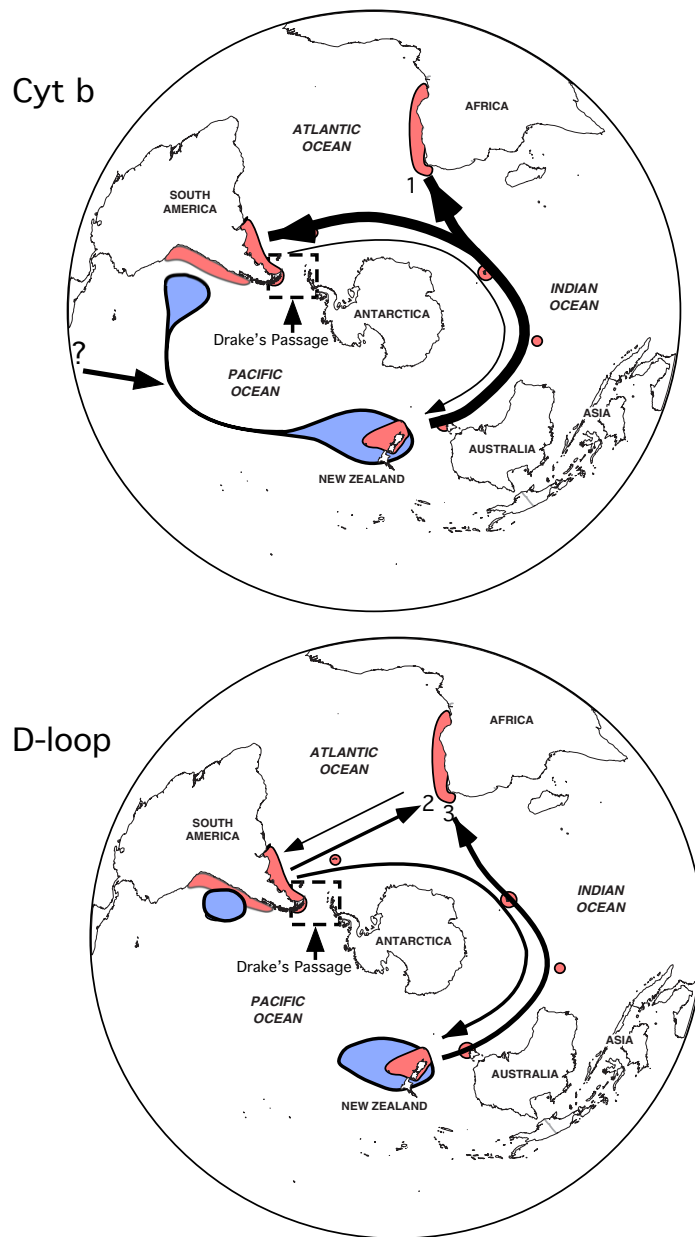 Cyt b
AFRICA
ATLANTIC
OCEAN
1
SOUTH
AMERICA
INDIAN
OCEAN
ANTARCTICA
Drake's Passage
?
PACIFIC
OCEAN
ASIA
AUSTRALIA
NEW ZEALAND
D-loop
AFRICA
ATLANTIC
OCEAN
2
3
SOUTH
AMERICA
INDIAN
OCEAN
ANTARCTICA
Drake's Passage
PACIFIC
OCEAN
ASIA
AUSTRALIA
NEW ZEALAND